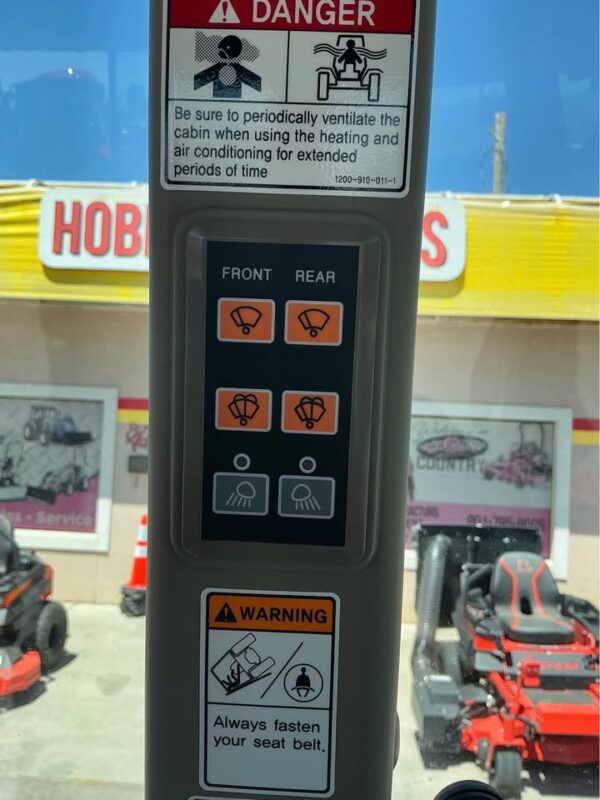 DANGER
Be sure to periodically ventilate the
cabin when using the heating and
air conditioning for extended
periods of time
1200-910-011-1
HOB
S
FRONT REAR
COUNTRY
Service
WARNING
Always fasten
your seat belt.